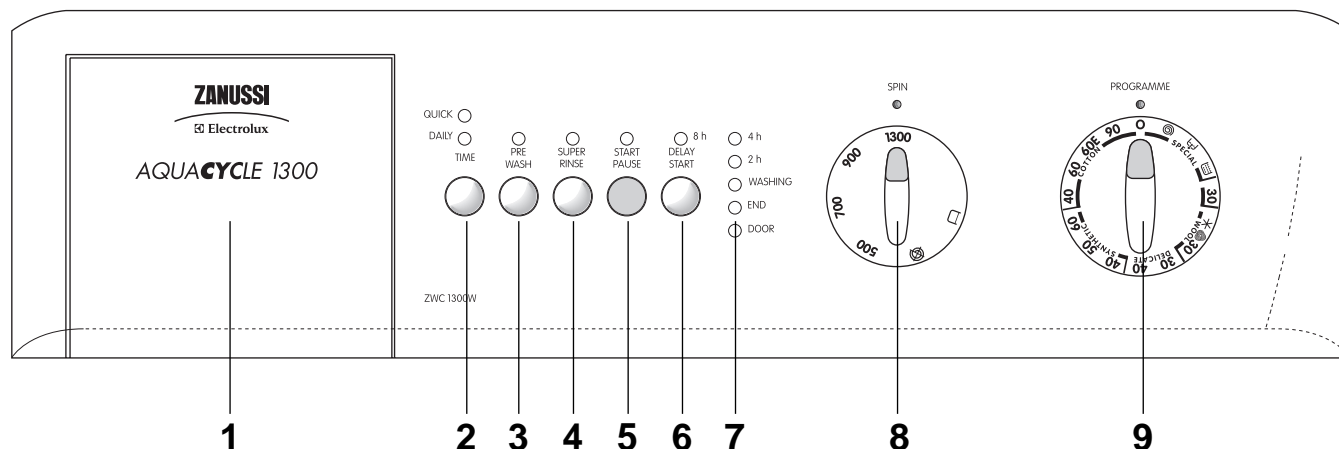 ZANUSSI
Electrolux
AQUACYCLE 1300
QUICK
DAILY
TIME
PRE
WASH
SUPER
RINSE
START
PAUSE
8 h
DELAY
START
4 h
2 h
WASHING
END
DOOR
ZWC 1300W
SPIN
1300
900
700
500
PROGRAMME
O
SPECIAL
30
WOOL
30
30
DELICATE
40
40
SYNTHETIC
50
60
40
COTTON
60
60E
90
1
2
3
4
5
6
7
8
9